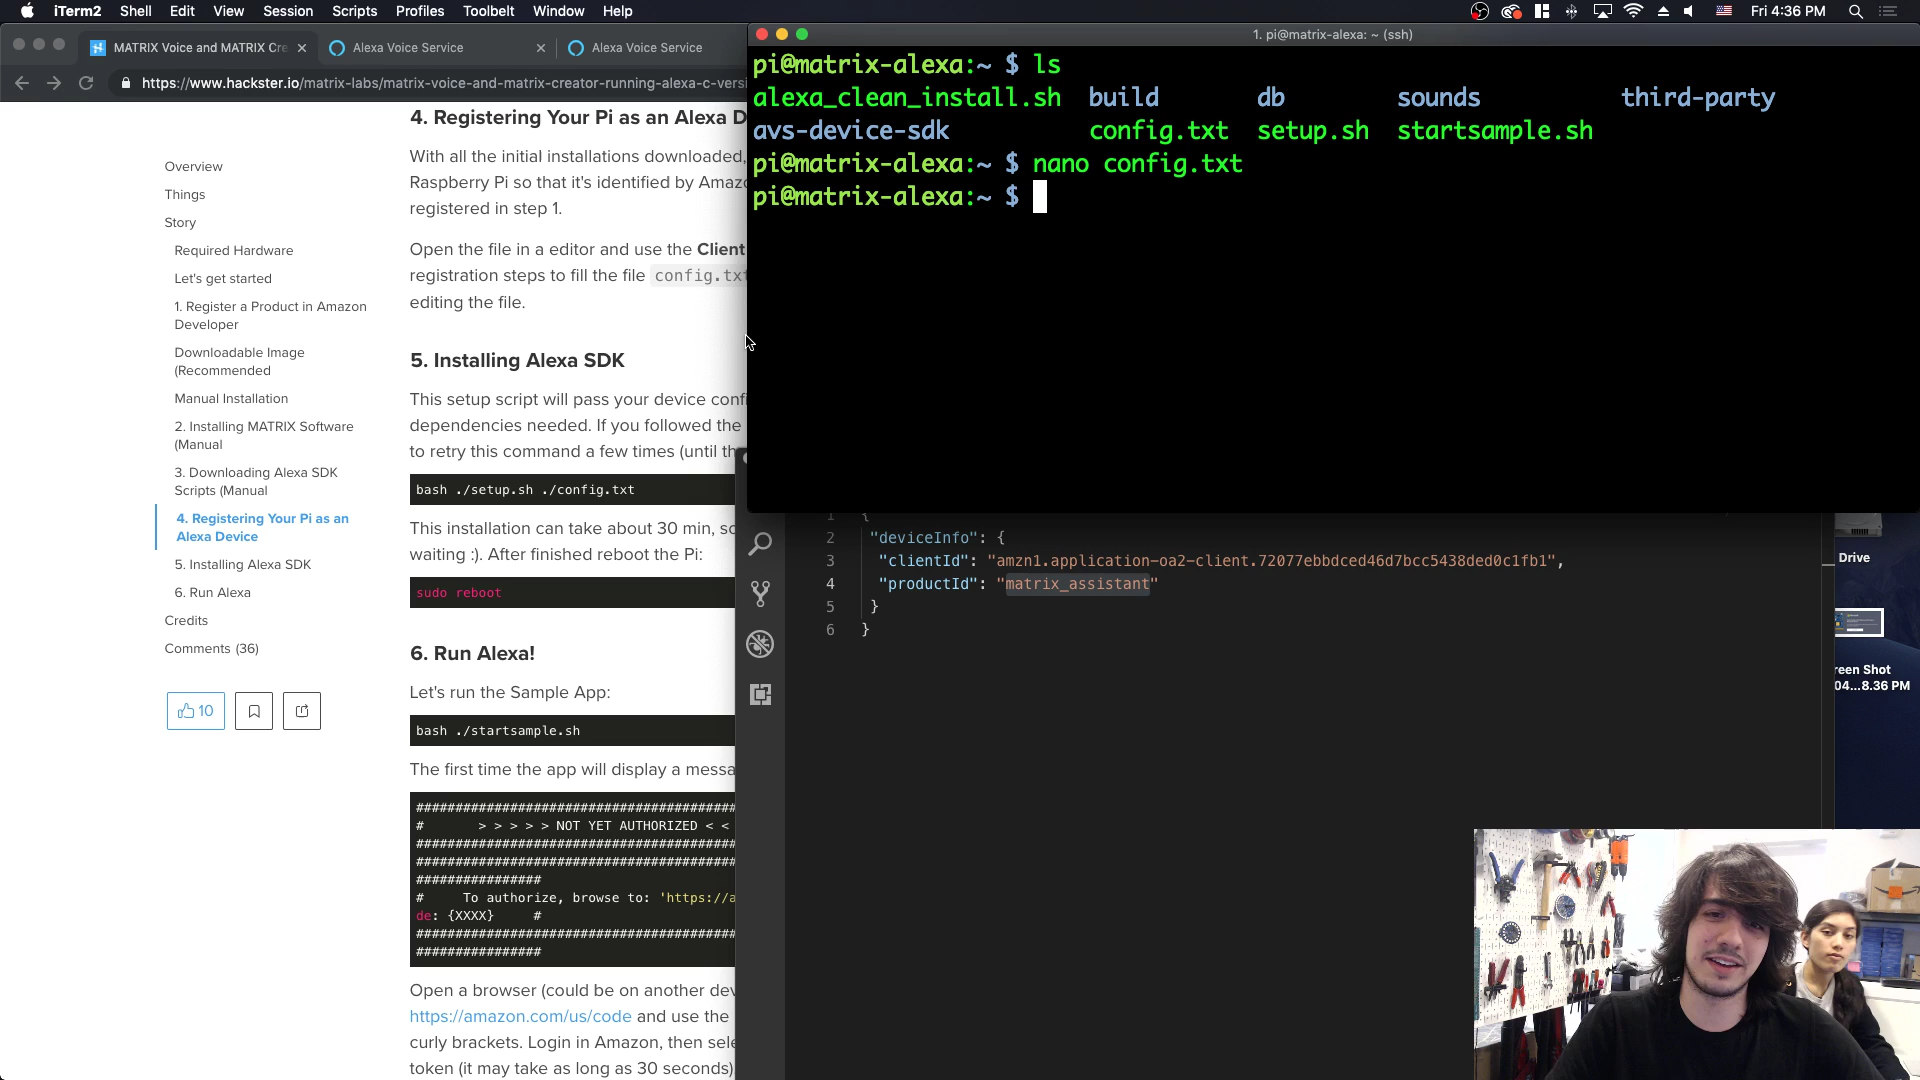 iTerm2 Shell Edit View Session Scripts Profiles Toolbelt Window Help
Fri 4:36 PM
MATRIX Voice and MATRIX Cre
Alexa Voice Service
Alexa Voice Service
https://www.hackster.io/matrix-labs/matrix-voice-and-matrix-creator-running-alexa-c-versi
Overview
Things
Story
Required Hardware
Let's get started
1. Register a Product in Amazon
Developer
Downloadable Image
(Recommended
Manual Installation
2. Installing MATRIX Software
(Manual
3. Downloading Alexa SDK
Scripts (Manual
4. Registering Your Pi as an
Alexa Device
5. Installing Alexa SDK
6. Run Alexa
Credits
Comments (36)
10
4. Registering Your Pi as an Alexa D
With all the initial installations downloaded,
Raspberry Pi so that it's identified by Amazo
registered in step 1.
Open the file in a editor and use the Client
registration steps to fill the file config.txt
editing the file.
5. Installing Alexa SDK
This setup script will pass your device confi
dependencies needed. If you followed the
to retry this command a few times (until th
bash ./setup.sh ./config.txt
This installation can take about 30 min, so
waiting :). After finished reboot the Pi:
sudo reboot
6. Run Alexa!
Let's run the Sample App:
bash ./startsample.sh
The first time the app will display a messa
#########################################
# > > > > > NOT YET AUTHORIZED < <
#########################################
#########################################
################
# To authorize, browse to: 'https://a
de: {XXXX} #
#########################################
################
Open a browser (could be on another dev
https://amazon.com/us/code and use the
curly brackets. Login in Amazon, then sele
token (it may take as long as 30 seconds)
1. pi@matrix-alexa: ~ (ssh)
pi@matrix-alexa:~ $ ls
alexa_clean_install.sh build db sounds third-party
avs-device-sdk config.txt setup.sh startsample.sh
pi@matrix-alexa:~ $ nano config.txt
pi@matrix-alexa:~ $
1 {
2 "deviceInfo": {
3 "clientId": "amzn1.application-oa2-client.72077ebbdced46d7bcc5438ded0c1fb1",
4 "productId": "matrix_assistant"
5 }
6 }
Drive
reen Shot
04...8.36 PM